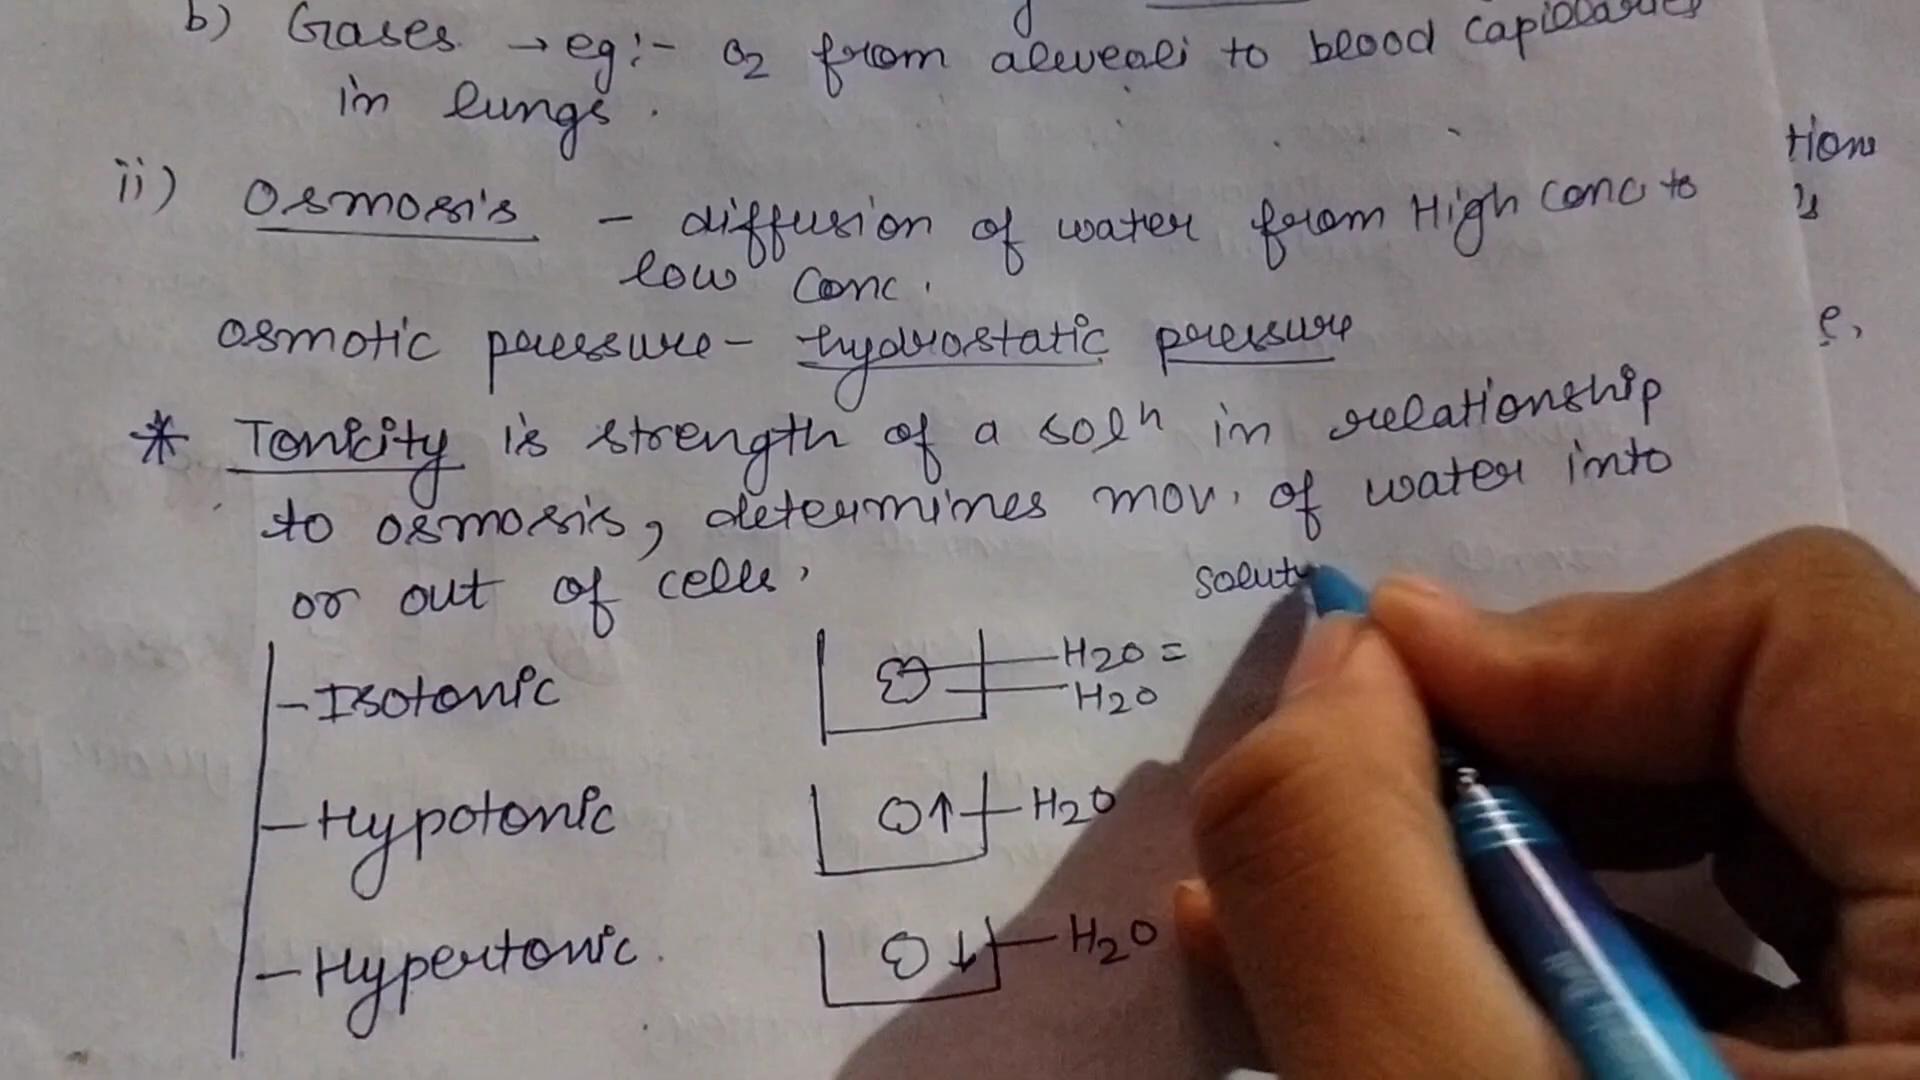 b) Gases → eg:- O2 from alveoli to blood capillaries
in lungs.
ii) Osmosis - diffusion of water from High conc to
low conc.
osmotic pressure - hydrostatic pressure
* Tonicity is strength of a solⁿ in relationship
to osmosis, determines mov. of water into
or out of cells,
solut
- Isotonic
H2O =
H2O
- Hypotonic ↑ H2O
- Hypertonic. ↓ H2O
tions
's
e,